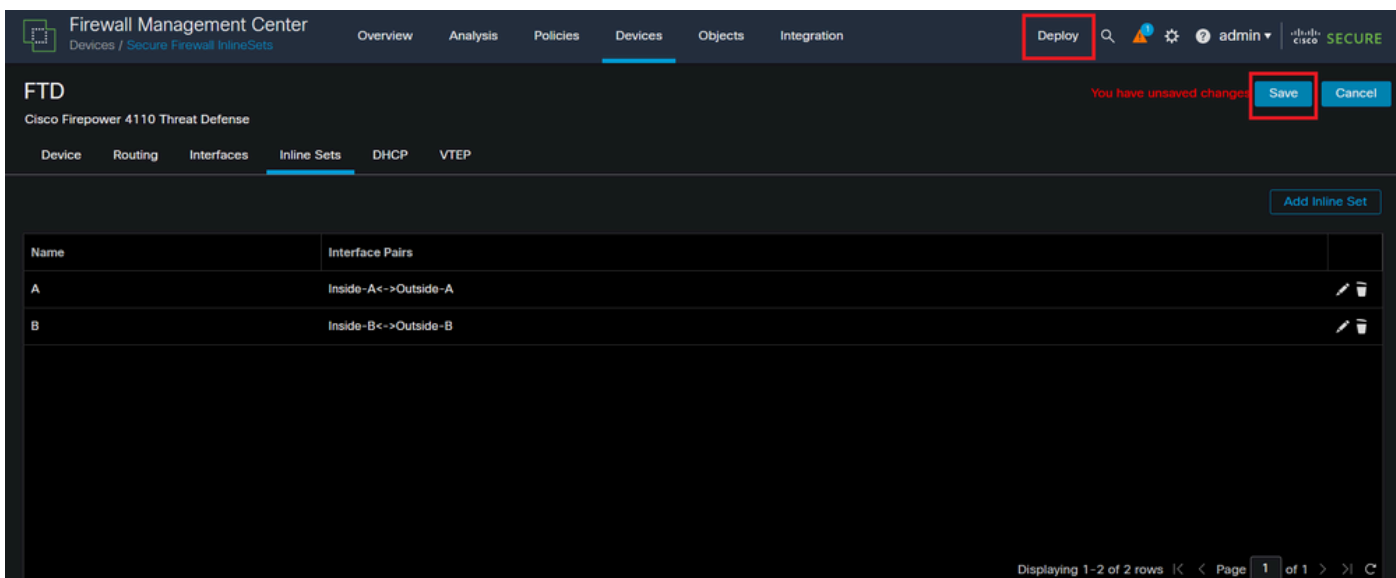 Firewall Management Center
Devices / Secure Firewall InlineSets
Overview Analysis Policies Devices Objects Integration Deploy admin cisco SECURE
FTD
You have unsaved changes Save Cancel
Cisco Firepower 4110 Threat Defense
Device Routing Interfaces Inline Sets DHCP VTEP
Add Inline Set
Name Interface Pairs
A Inside-A<->Outside-A
B Inside-B<->Outside-B
Displaying 1-2 of 2 rows |< < Page 1 of 1 > >|